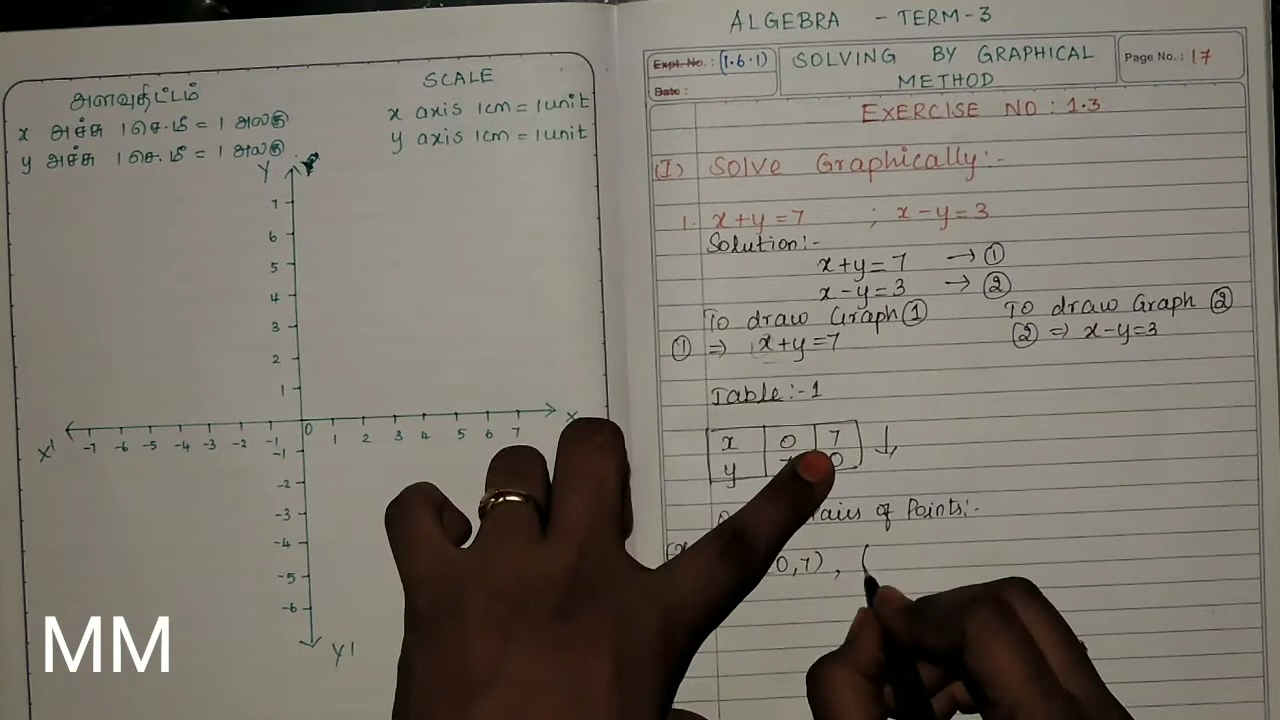 அளவுதிட்டம்
x அச்சு 1செ.மீ = 1 அலகு
y அச்சு 1செ.மீ = 1 அலகு
SCALE
x axis 1cm = 1unit
y axis 1cm = 1unit
Y
7
6
5
4
3
2
1
X' -7 -6 -5 -4 -3 -2 -1 0 1 2 3 4 5 6 7 x
-1
-2
-3
-4
-5
-6
Y'
MM
ALGEBRA - TERM-3
Expt. No. : (1.6.1) SOLVING BY GRAPHICAL METHOD Page No. : 17
Date :
EXERCISE NO : 1.3
(I) Solve Graphically:-
1. x+y=7 ; x-y=3
Solution:-
x+y=7 → ①
x-y=3 → ②
To draw Graph ① To draw Graph ②
① ⇒ x+y=7 ② ⇒ x-y=3
Table:-1
x 0 7 ↓
y 0
of Points:-
0,7), (